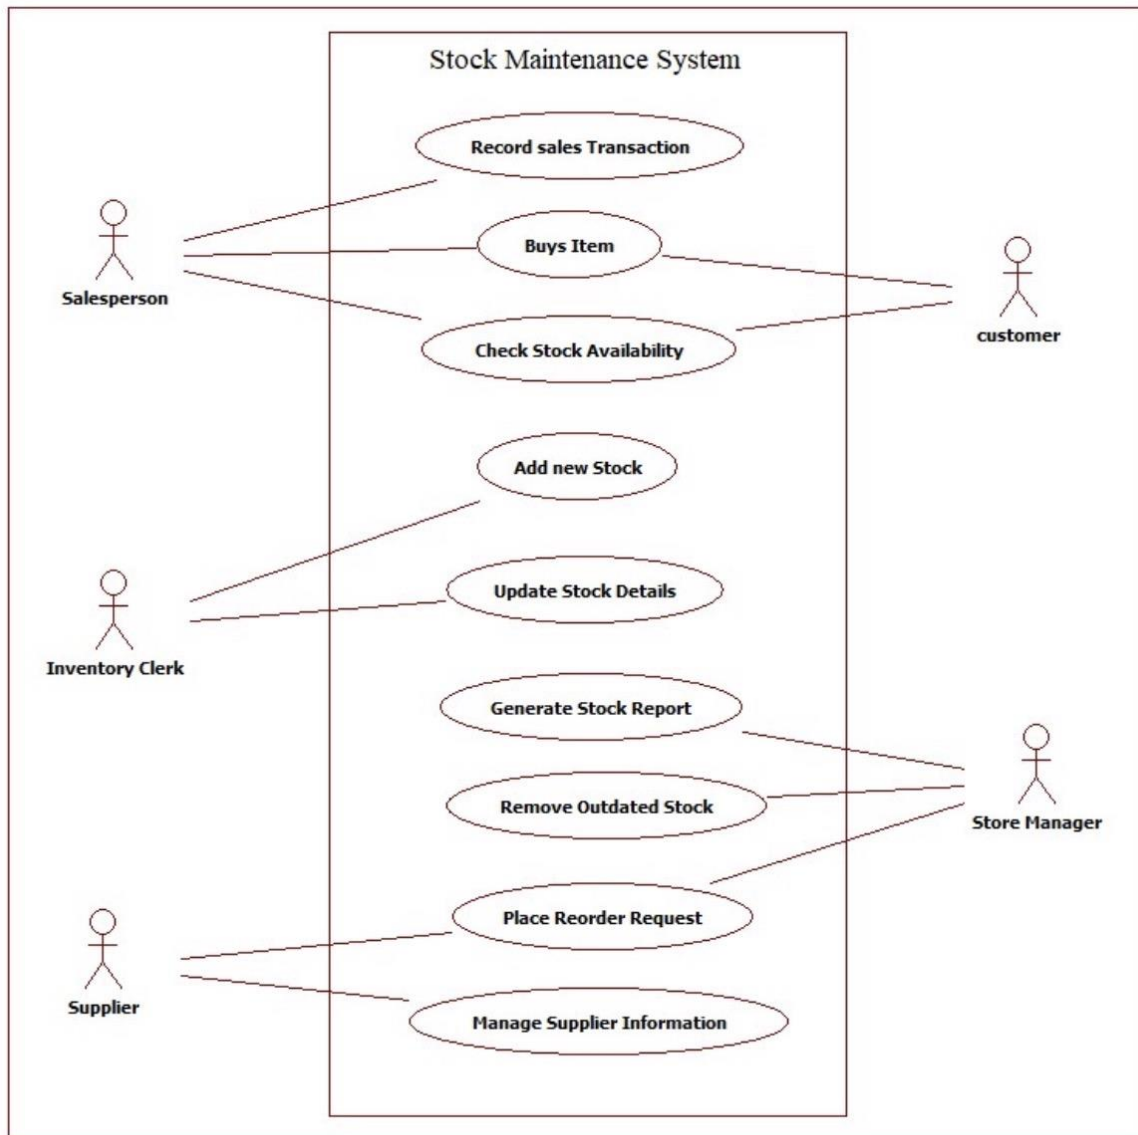 Stock Maintenance System
Record sales Transaction
Buys Item
Salesperson
customer
Check Stock Availability
Add new Stock
Update Stock Details
Inventory Clerk
Generate Stock Report
Remove Outdated Stock
Store Manager
Place Reorder Request
Supplier
Manage Supplier Information